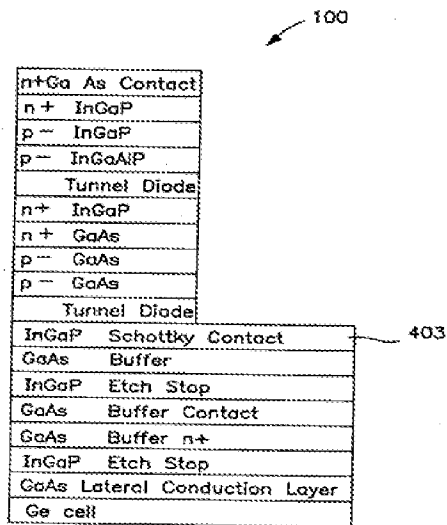 100
n+Ga As Contact
n+ InGaP
p- InGaP
p- InGaAlP
Tunnel Diode
n+ InGaP
n+ GaAs
p- GaAs
p- GaAs
Tunnel Diode
InGaP Schottky Contact 403
GaAs Buffer
InGaP Etch Stop
GaAs Buffer Contact
GaAs Buffer n+
InGaP Etch Stop
GaAs Lateral Conduction Layer
Ge cell